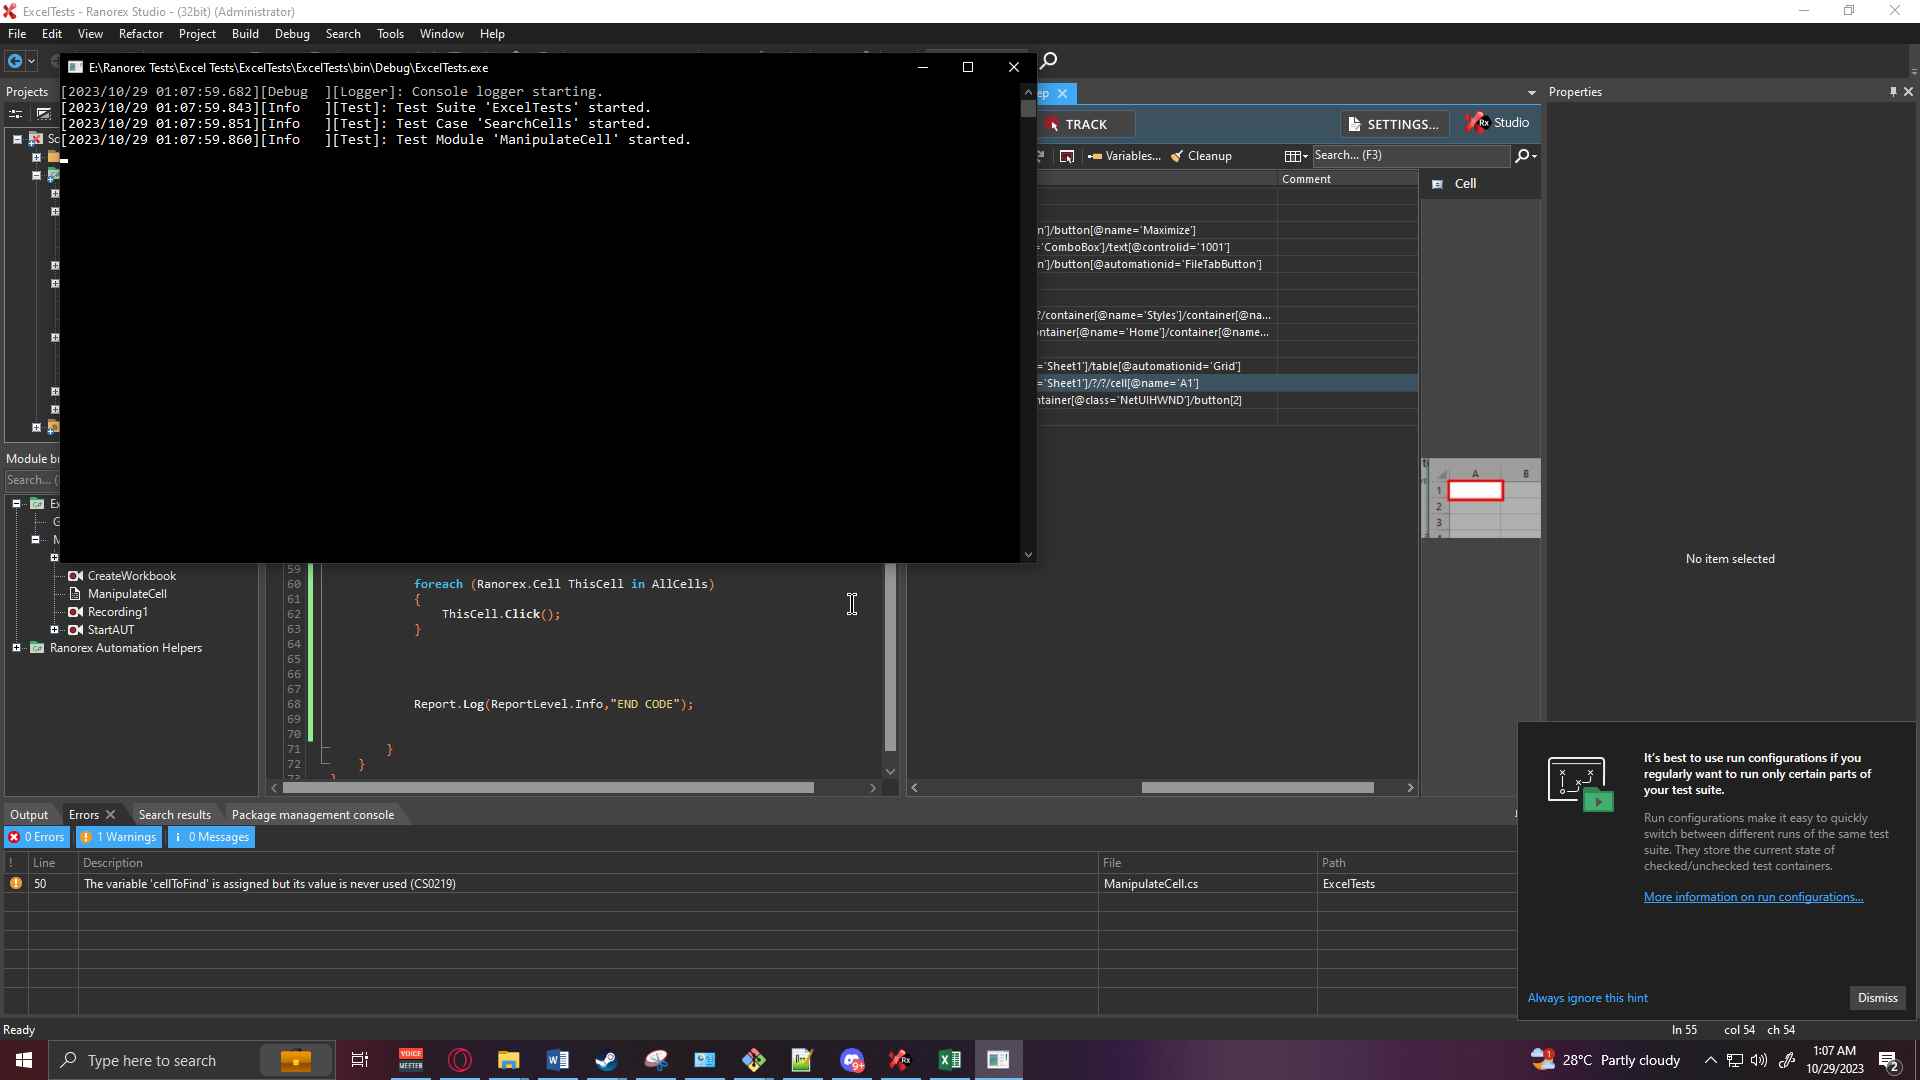 ExcelTests - Ranorex Studio - (32bit) (Administrator)
File Edit View Refactor Project Build Debug Search Tools Window Help
E:\Ranorex Tests\Excel Tests\ExcelTests\ExcelTests\bin\Debug\ExcelTests.exe
Projects
[2023/10/29 01:07:59.682][Debug  ][Logger]: Console logger starting.
[2023/10/29 01:07:59.843][Info   ][Test]: Test Suite 'ExcelTests' started.
[2023/10/29 01:07:59.851][Info   ][Test]: Test Case 'SearchCells' started.
[2023/10/29 01:07:59.860][Info   ][Test]: Test Module 'ManipulateCell' started.
ep
Properties
TRACK
SETTINGS...
Rx Studio
Variables...
Cleanup
Search... (F3)
Comment
Cell
n']/button[@name='Maximize']
='ComboBox']/text[@controlid='1001']
n']/button[@automationid='FileTabButton']
?/container[@name='Styles']/container[@na...
ntainer[@name='Home']/container[@name...
='Sheet1']/table[@automationid='Grid']
='Sheet1']/?/?/cell[@name='A1']
ntainer[@class='NetUIHWND']/button[2]
A B
1
2
3
No item selected
Module br
Search... (
Ex
G
M
CreateWorkbook
ManipulateCell
Recording1
StartAUT
Ranorex Automation Helpers
59
60 foreach (Ranorex.Cell ThisCell in AllCells)
61 {
62 ThisCell.Click();
63 }
64
65
66
67
68 Report.Log(ReportLevel.Info,"END CODE");
69
70
71 }
72 }
It's best to use run configurations if you
regularly want to run only certain parts of
your test suite.
Run configurations make it easy to quickly
switch between different runs of the same test
suite. They store the current state of
checked/unchecked test containers.
More information on run configurations...
Always ignore this hint
Dismiss
Output Errors Search results Package management console
0 Errors 1 Warnings 0 Messages
! Line Description File Path
50 The variable 'cellToFind' is assigned but its value is never used (CS0219) ManipulateCell.cs ExcelTests
Ready
ln 55 col 54 ch 54
Type here to search
VOICE
MEETER
9+
Rx
28°C Partly cloudy
1:07 AM
10/29/2023
2